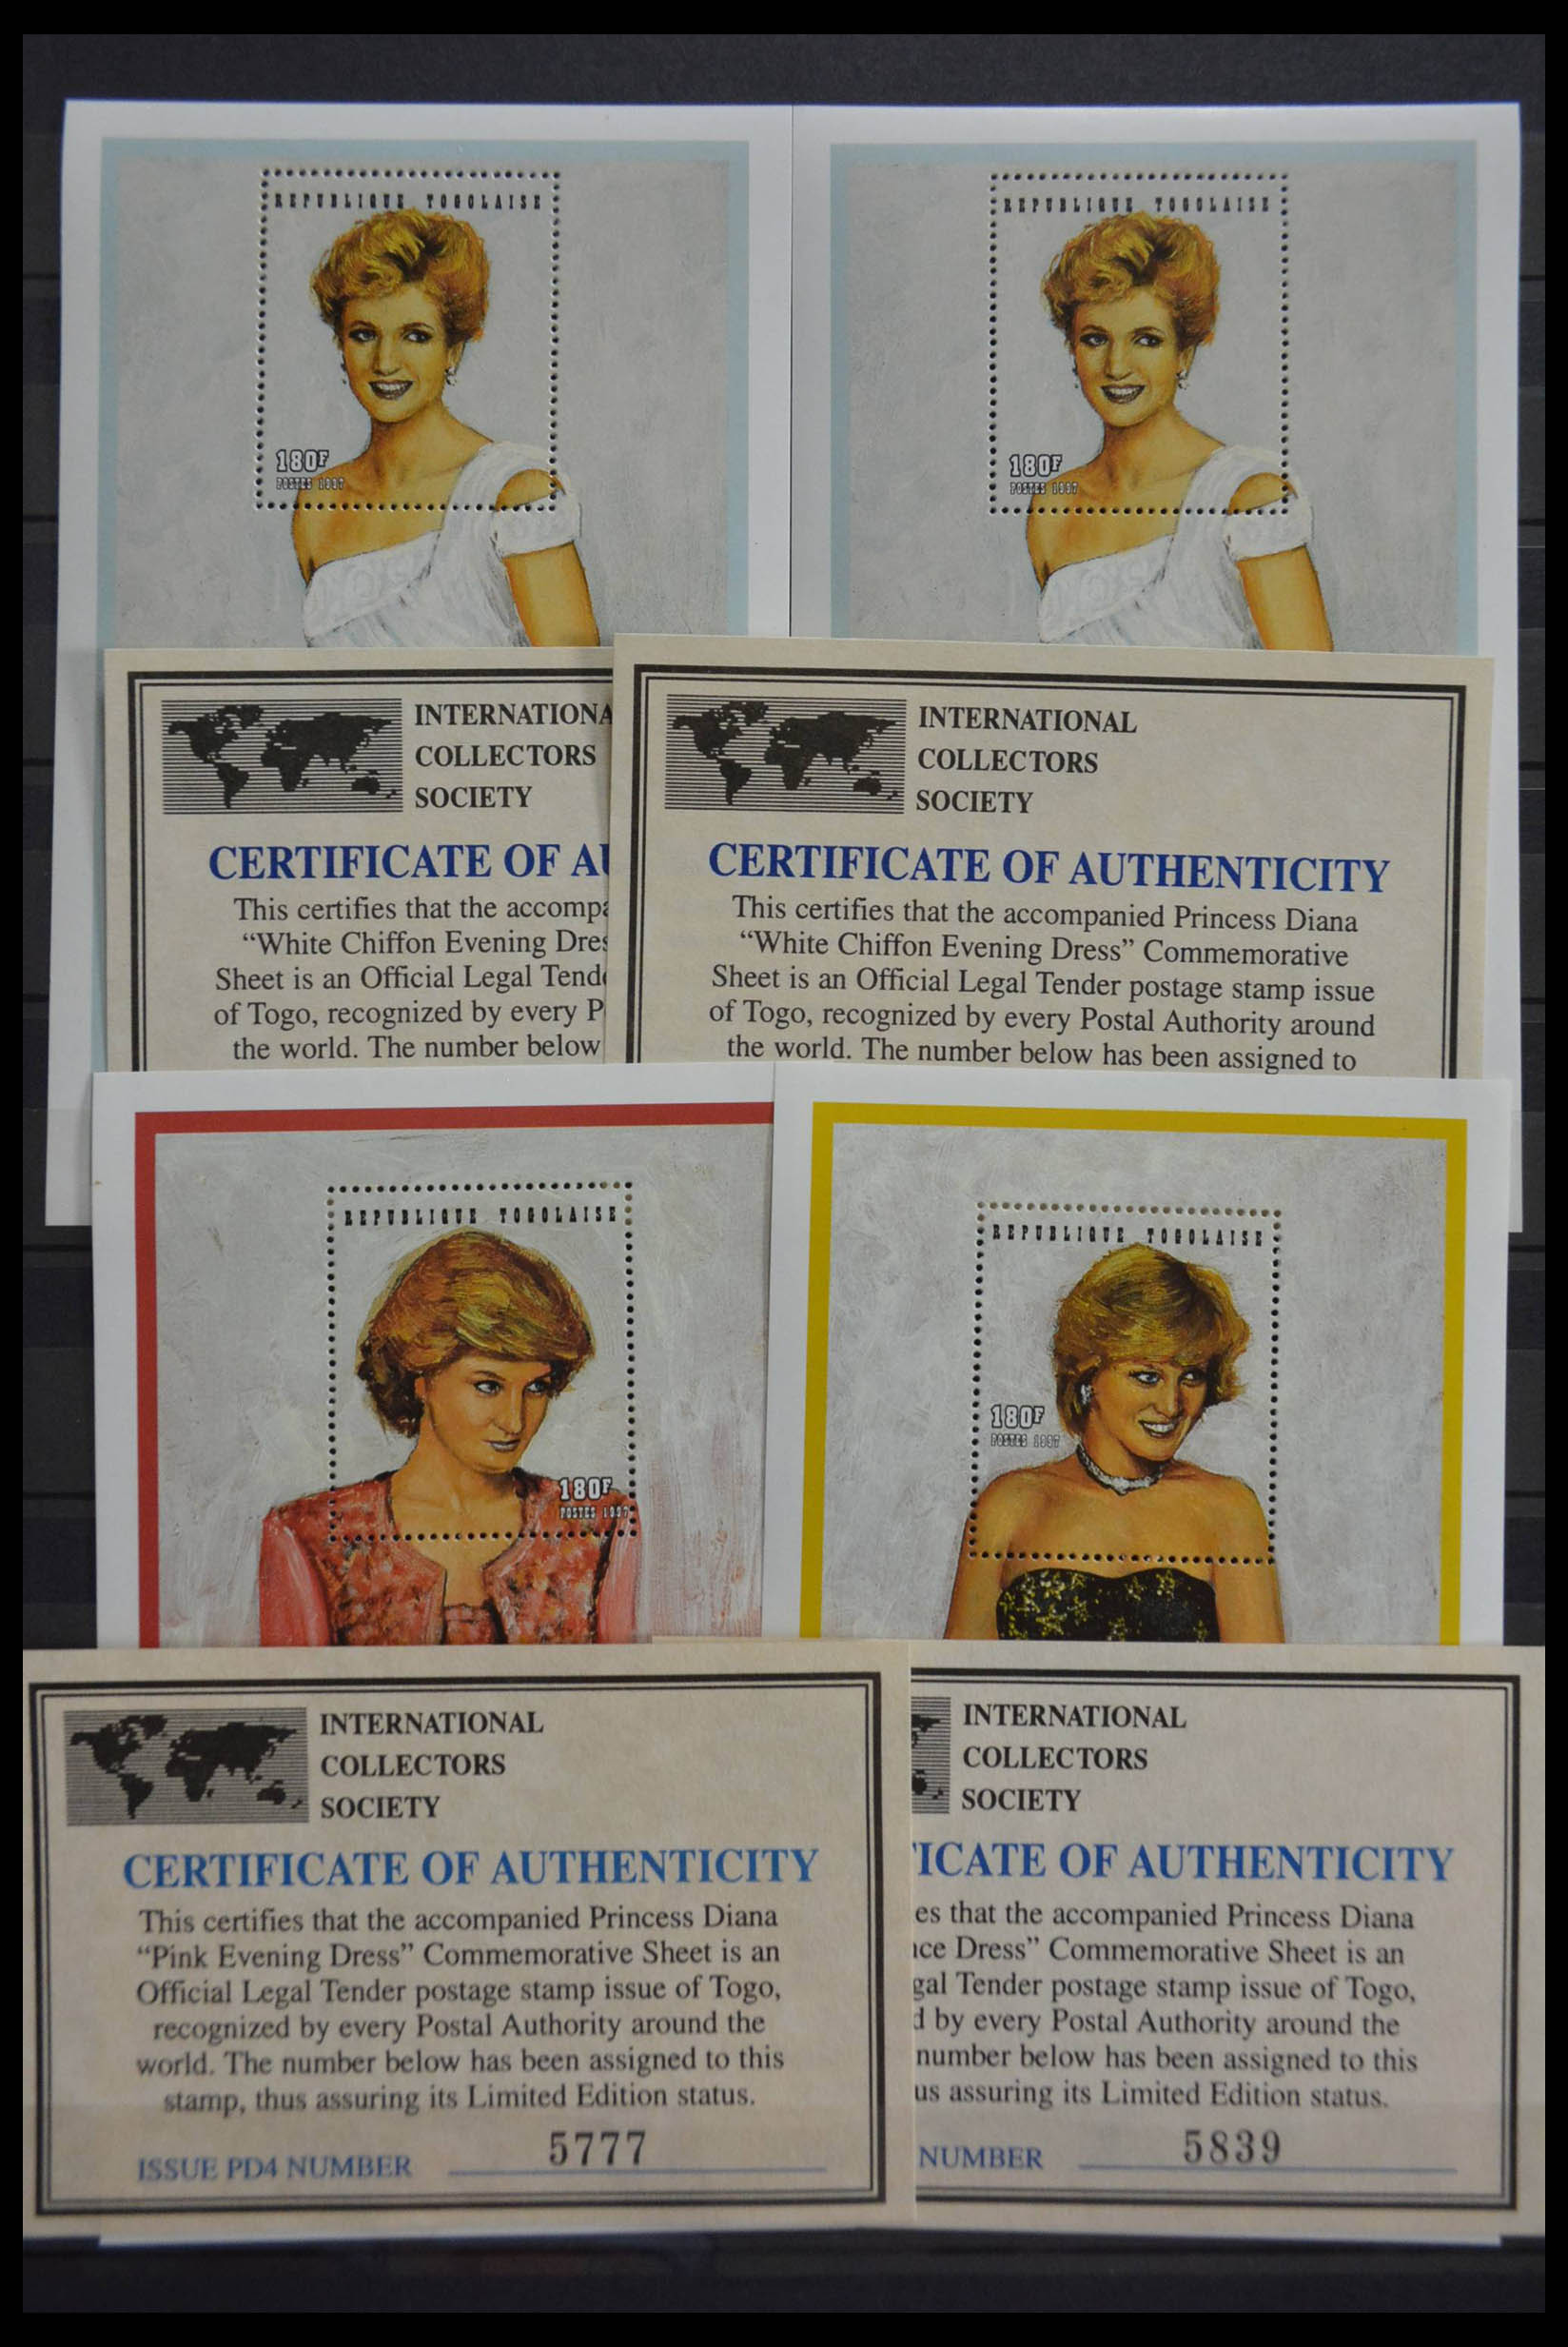 REPUBLIQUE TOGOLAISE
180F
POSTES 1997
REPUBLIQUE TOGOLAISE
180F
POSTES 1997
INTERNATIONA
COLLECTORS
SOCIETY
CERTIFICATE OF AU
This certifies that the accompa
“White Chiffon Evening Dres
Sheet is an Official Legal Tende
of Togo, recognized by every P
the world. The number below
INTERNATIONAL
COLLECTORS
SOCIETY
CERTIFICATE OF AUTHENTICITY
This certifies that the accompanied Princess Diana
“White Chiffon Evening Dress” Commemorative
Sheet is an Official Legal Tender postage stamp issue
of Togo, recognized by every Postal Authority around
the world. The number below has been assigned to
REPUBLIQUE TOGOLAISE
180F
POSTES 1997
REPUBLIQUE TOGOLAISE
180F
POSTES 1997
INTERNATIONAL
COLLECTORS
SOCIETY
CERTIFICATE OF AUTHENTICITY
This certifies that the accompanied Princess Diana
“Pink Evening Dress” Commemorative Sheet is an
Official Legal Tender postage stamp issue of Togo,
recognized by every Postal Authority around the
world. The number below has been assigned to this
stamp, thus assuring its Limited Edition status.
ISSUE PD4 NUMBER 5777
INTERNATIONAL
COLLECTORS
SOCIETY
ICATE OF AUTHENTICITY
es that the accompanied Princess Diana
ce Dress” Commemorative Sheet is an
gal Tender postage stamp issue of Togo,
d by every Postal Authority around the
number below has been assigned to this
us assuring its Limited Edition status.
NUMBER 5839